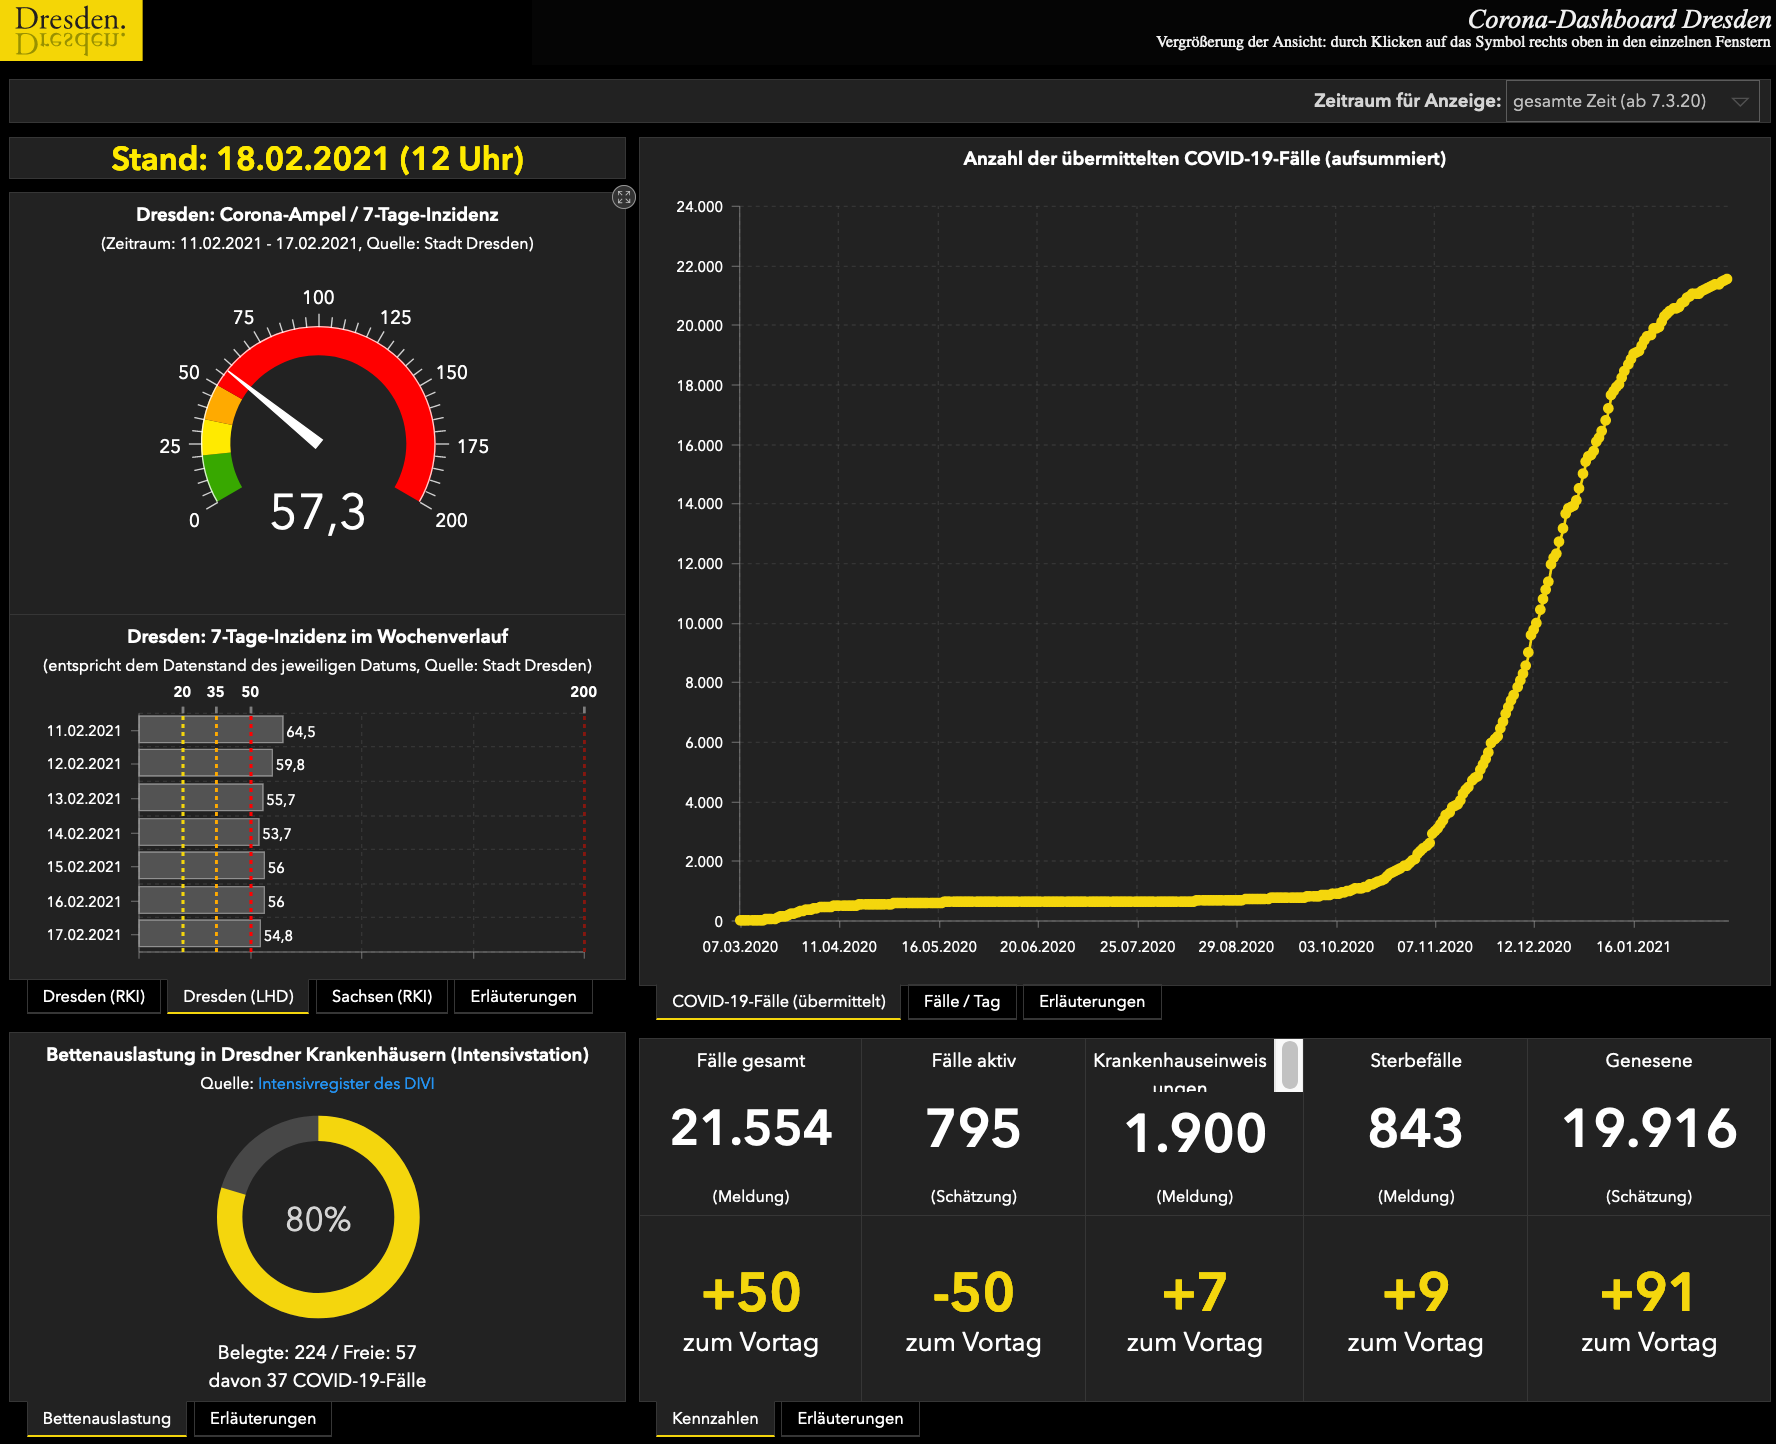 Dresden.
Corona-Dashboard Dresden
Vergrößerung der Ansicht: durch Klicken auf das Symbol rechts oben in den einzelnen Fenstern
Zeitraum für Anzeige: gesamte Zeit (ab 7.3.20)
Stand: 18.02.2021 (12 Uhr)
Dresden: Corona-Ampel / 7-Tage-Inzidenz
(Zeitraum: 11.02.2021 - 17.02.2021, Quelle: Stadt Dresden)
0
25
50
75
100
125
150
175
200
57,3
Dresden: 7-Tage-Inzidenz im Wochenverlauf
(entspricht dem Datenstand des jeweiligen Datums, Quelle: Stadt Dresden)
20 35 50 200
11.02.2021 64,5
12.02.2021 59,8
13.02.2021 55,7
14.02.2021 53,7
15.02.2021 56
16.02.2021 56
17.02.2021 54,8
Dresden (RKI) Dresden (LHD) Sachsen (RKI) Erläuterungen
Anzahl der übermittelten COVID-19-Fälle (aufsummiert)
24.000
22.000
20.000
18.000
16.000
14.000
12.000
10.000
8.000
6.000
4.000
2.000
0
07.03.2020 11.04.2020 16.05.2020 20.06.2020 25.07.2020 29.08.2020 03.10.2020 07.11.2020 12.12.2020 16.01.2021
COVID-19-Fälle (übermittelt) Fälle / Tag Erläuterungen
Bettenauslastung in Dresdner Krankenhäusern (Intensivstation)
Quelle: Intensivregister des DIVI
80%
Belegte: 224 / Freie: 57
davon 37 COVID-19-Fälle
Bettenauslastung Erläuterungen
Fälle gesamt
21.554
(Meldung)
+50
zum Vortag
Fälle aktiv
795
(Schätzung)
-50
zum Vortag
Krankenhauseinweis
ungen
1.900
(Meldung)
+7
zum Vortag
Sterbefälle
843
(Meldung)
+9
zum Vortag
Genesene
19.916
(Schätzung)
+91
zum Vortag
Kennzahlen Erläuterungen